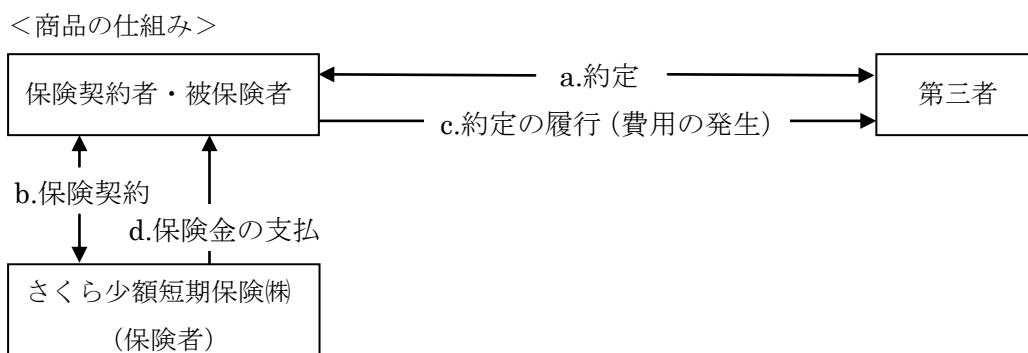 ＜商品の仕組み＞
保険契約者・被保険者
a.約定
第三者
c.約定の履行（費用の発生）
b.保険契約
d.保険金の支払
さくら少額短期保険㈱
（保険者）